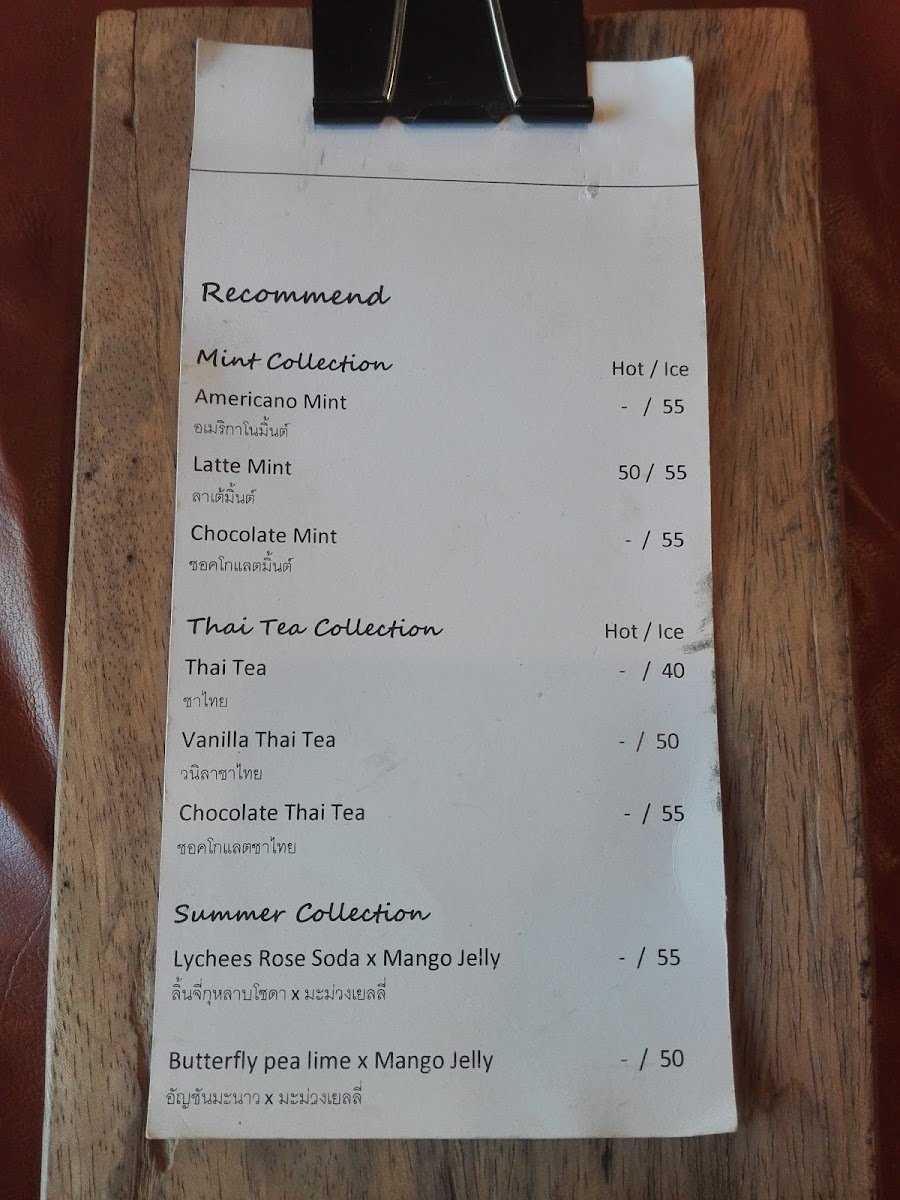 Recommend
Mint Collection Hot / Ice
Americano Mint - / 55
อเมริกาโนมิ้นต์
Latte Mint 50 / 55
ลาเต้มิ้นต์
Chocolate Mint - / 55
ชอคโกแลตมิ้นต์
Thai Tea Collection Hot / Ice
Thai Tea - / 40
ชาไทย
Vanilla Thai Tea - / 50
วนิลาชาไทย
Chocolate Thai Tea - / 55
ชอคโกแลตชาไทย
Summer Collection
Lychees Rose Soda x Mango Jelly - / 55
ลิ้นจี่กุหลาบโซดา x มะม่วงเยลลี่
Butterfly pea lime x Mango Jelly - / 50
อัญชันมะนาว x มะม่วงเยลลี่